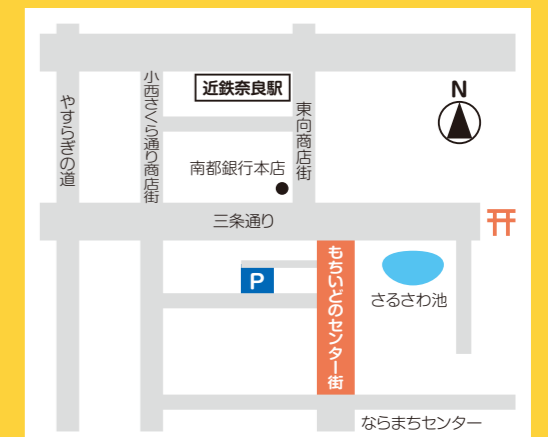 近鉄奈良駅
N
やすらぎの道
小西さくら通り商店街
東向商店街
南都銀行本店
三条通り
もちいどのセンター街
P
さるさわ池
ならまちセンター